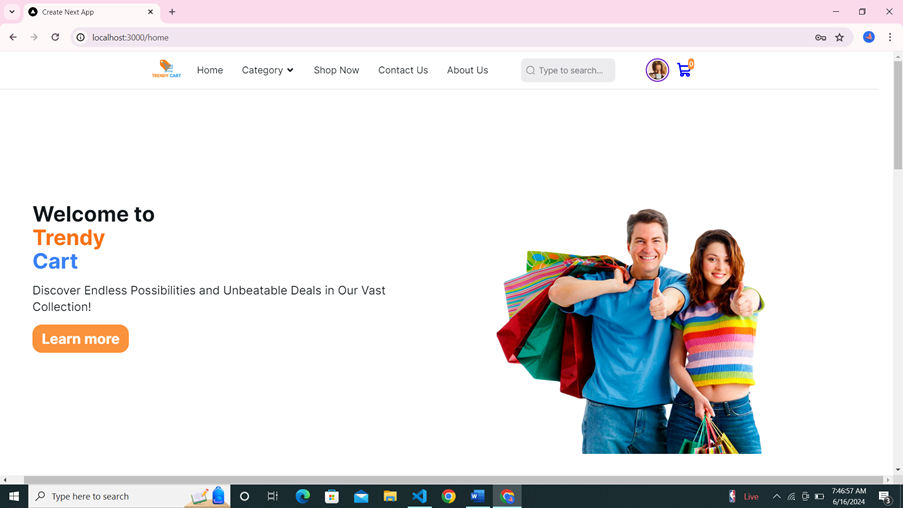 Create Next App
localhost:3000/home
TRENDY CART
Home
Category
Shop Now
Contact Us
About Us
Type to search...
0
Welcome to
Trendy
Cart
Discover Endless Possibilities and Unbeatable Deals in Our Vast
Collection!
Learn more
Type here to search
Live
7:46:57 AM
6/16/2024
3